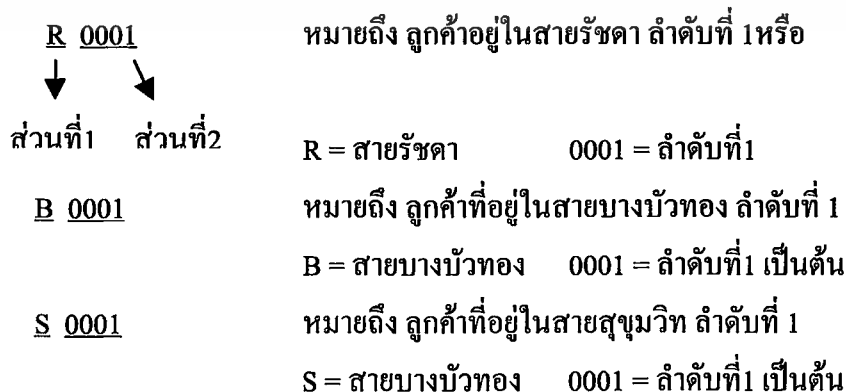 R 0001 หมายถึง ลูกค้าอยู่ในสายรัชดา ลำดับที่ 1หรือ
ส่วนที่1 ส่วนที่2
R = สายรัชดา 0001 = ลำดับที่1
B 0001 หมายถึง ลูกค้าที่อยู่ในสายบางบัวทอง ลำดับที่ 1
B = สายบางบัวทอง 0001 = ลำดับที่1 เป็นต้น
S 0001 หมายถึง ลูกค้าที่อยู่ในสายสุขุมวิท ลำดับที่ 1
S = สายบางบัวทอง 0001 = ลำดับที่1 เป็นต้น